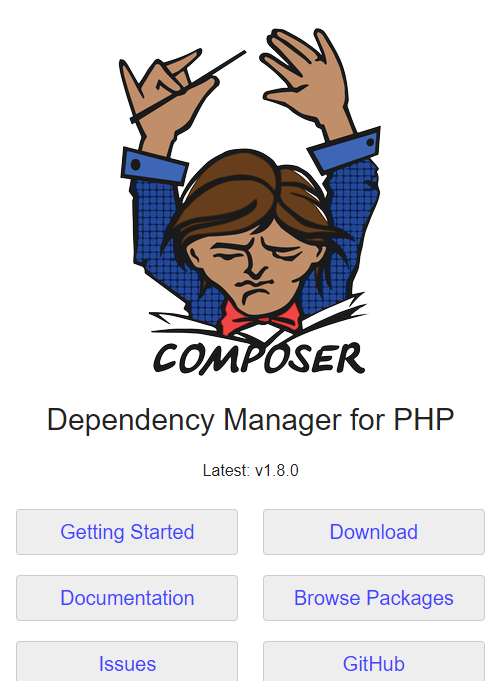 COMPOSER
Dependency Manager for PHP
Latest: v1.8.0
Getting Started
Download
Documentation
Browse Packages
Issues
GitHub